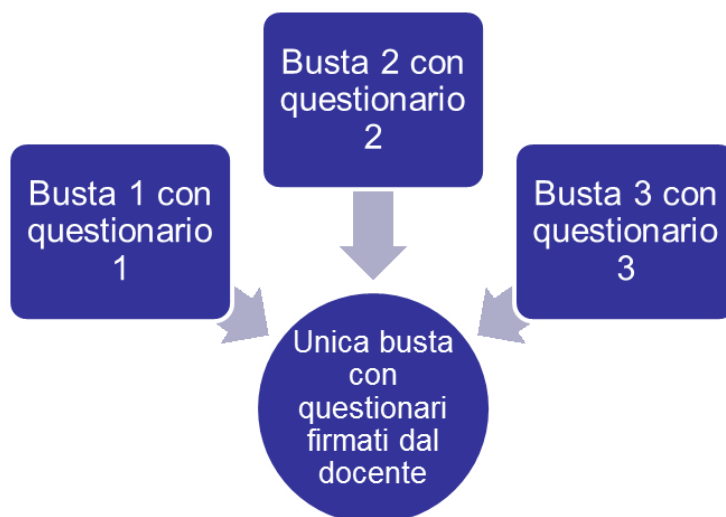 Busta 1 con
questionario
1
Busta 2 con
questionario
2
Busta 3 con
questionario
3
Unica busta
con
questionari
firmati dal
docente